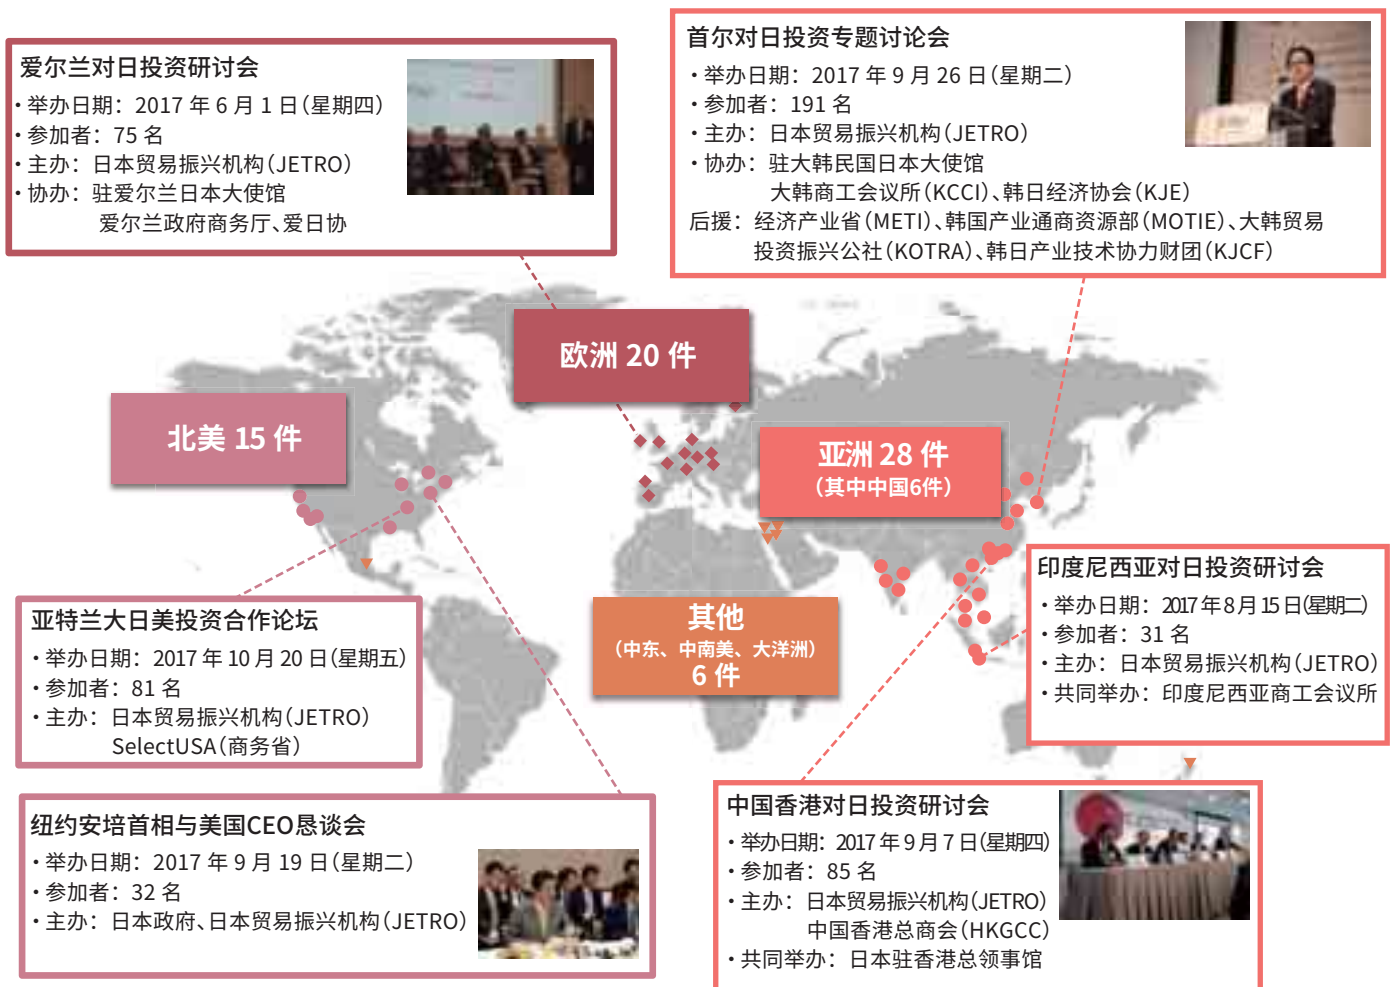 爱尔兰对日投资研讨会
・举办日期：2017 年 6 月 1 日（星期四）
・参加者：75 名
・主办：日本贸易振兴机构（JETRO）
・协办：驻爱尔兰日本大使馆
爱尔兰政府商务厅、爱日协
首尔对日投资专题讨论会
・举办日期：2017 年 9 月 26 日（星期二）
・参加者：191 名
・主办：日本贸易振兴机构（JETRO）
・协办：驻大韩民国日本大使馆
大韩商工会议所（KCCI）、韩日经济协会（KJE）
后援：经济产业省（METI）、韩国产业通商资源部（MOTIE）、大韩贸易
投资振兴公社（KOTRA）、韩日产业技术协力财团（KJCF）
欧洲 20 件
北美 15 件
亚洲 28 件
（其中中国6件）
其他
（中东、中南美、大洋洲）
6 件
印度尼西亚对日投资研讨会
・举办日期：2017 年 8 月 15 日（星期二）
・参加者：31 名
・主办：日本贸易振兴机构（JETRO）
・共同举办：印度尼西亚商工会议所
亚特兰大日美投资合作论坛
・举办日期：2017 年 10 月 20 日（星期五）
・参加者：81 名
・主办：日本贸易振兴机构（JETRO）
SelectUSA（商务省）
纽约安培首相与美国CEO恳谈会
・举办日期：2017 年 9 月 19 日（星期二）
・参加者：32 名
・主办：日本政府、日本贸易振兴机构（JETRO）
中国香港对日投资研讨会
・举办日期：2017 年 9 月 7 日（星期四）
・参加者：85 名
・主办：日本贸易振兴机构（JETRO）
中国香港总商会（HKGCC）
・共同举办：日本驻香港总领事馆